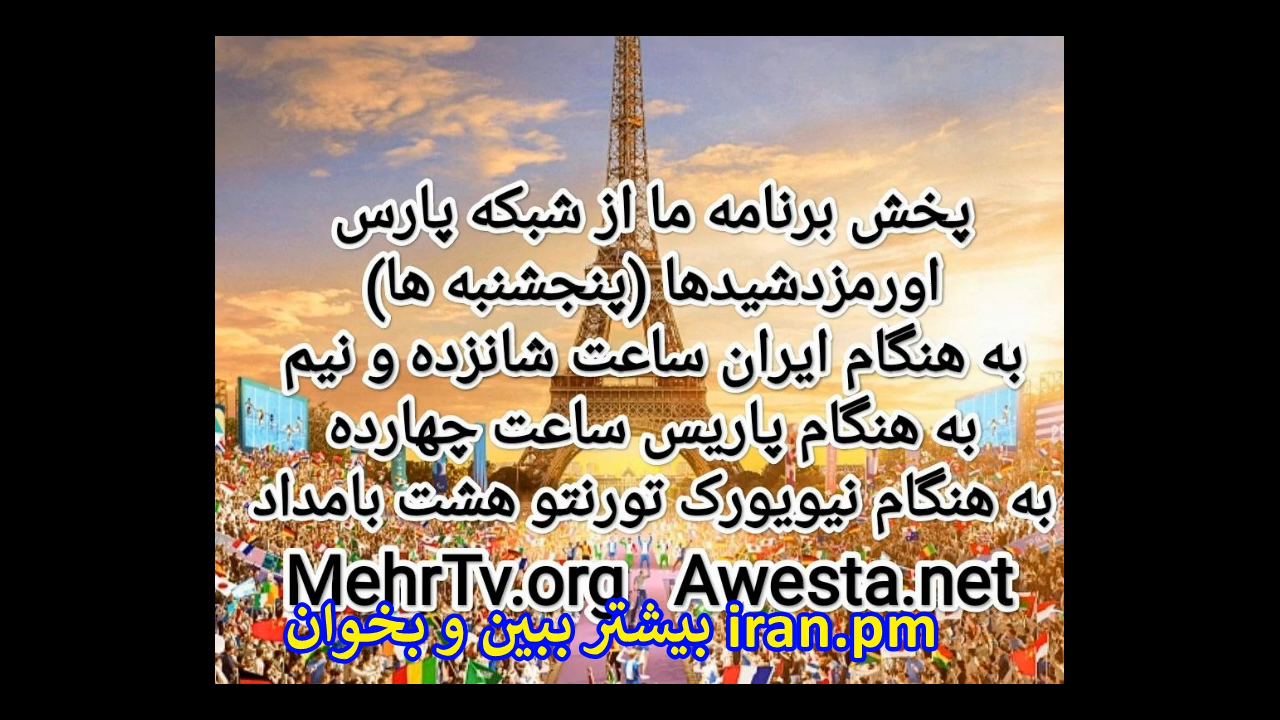 پخش برنامه ما از شبکه پارس
اورمزدشیدها (پنجشنبه ها)
به هنگام ایران ساعت شانزده و نیم
به هنگام پاریس ساعت چهارده
به هنگام نیویورک تورنتو هشت بامداد
MehrTv.org Awesta.net
iran.pm بیشتر ببین و بخوان